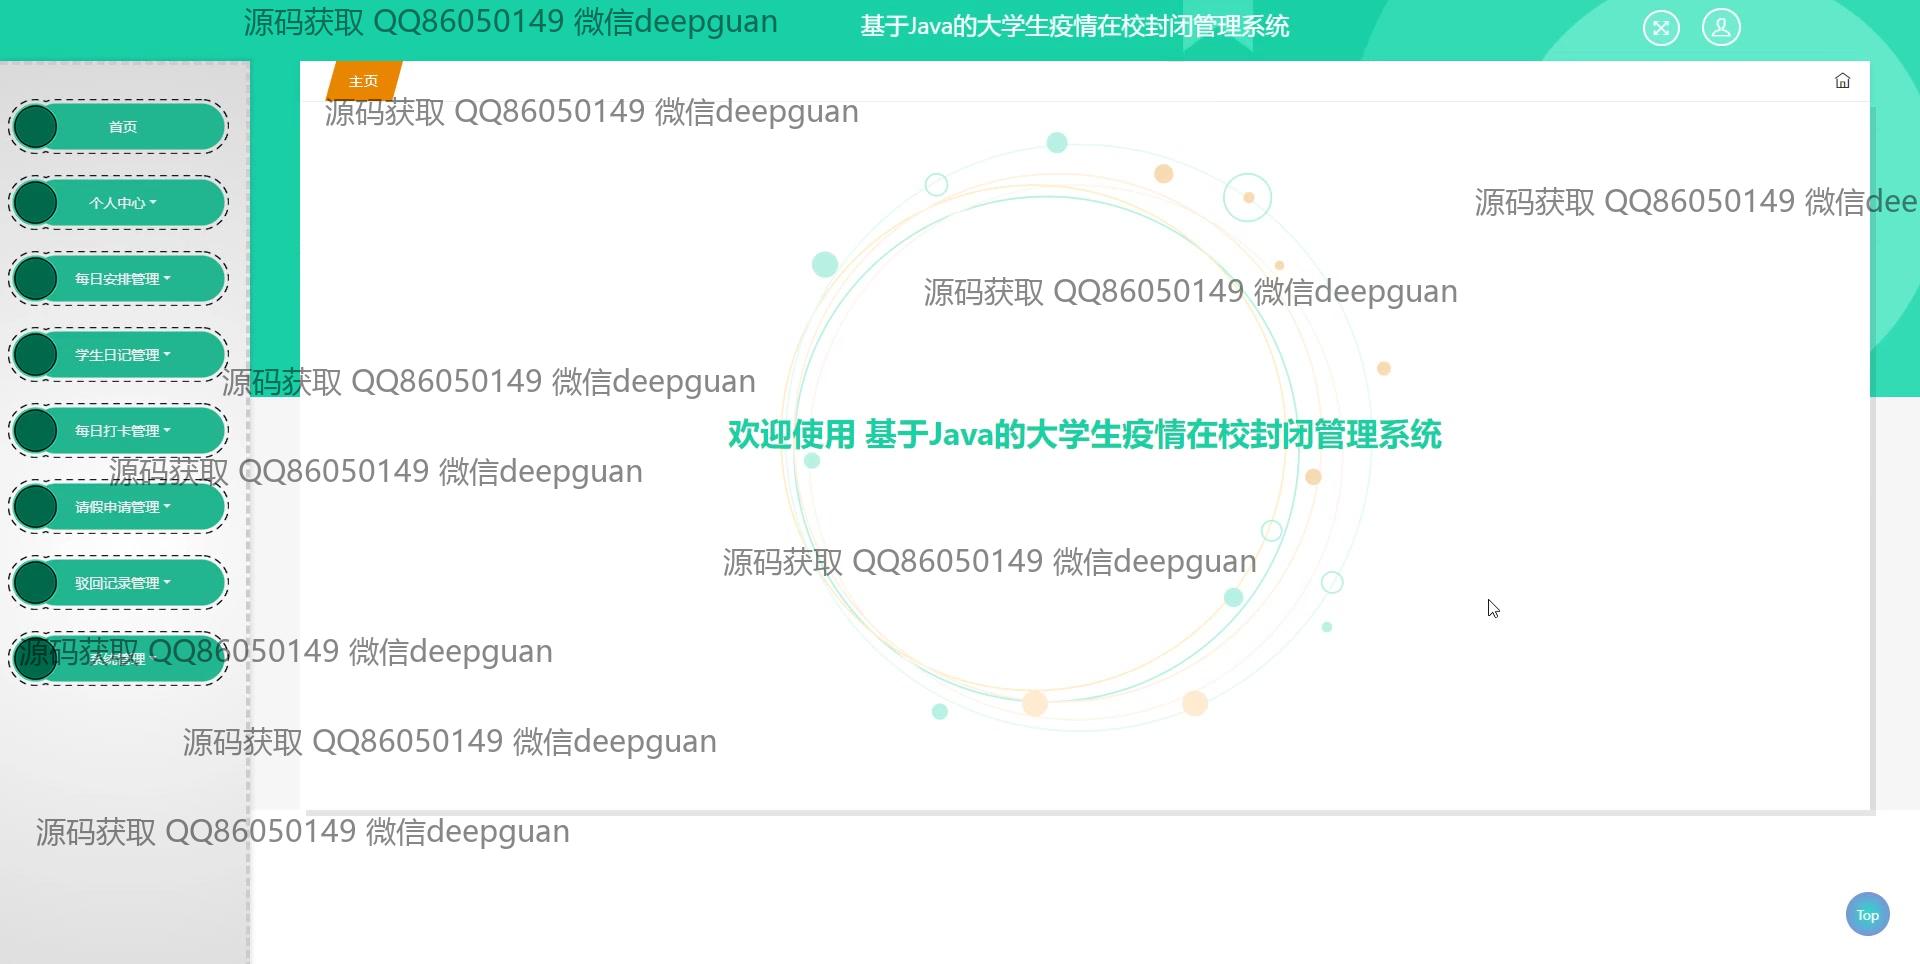 源码获取 QQ86050149 微信deepguan
基于Java的大学生疫情在校封闭管理系统
主页
源码获取 QQ86050149 微信deepguan
首页
个人中心
源码获取 QQ86050149 微信dee
每日安排管理
源码获取 QQ86050149 微信deepguan
学生日记管理
源码获取 QQ86050149 微信deepguan
每日打卡管理
欢迎使用 基于Java的大学生疫情在校封闭管理系统
源码获取 QQ86050149 微信deepguan
请假申请管理
源码获取 QQ86050149 微信deepguan
驳回记录管理
源码获取 QQ86050149 微信deepguan
系统管理
源码获取 QQ86050149 微信deepguan
源码获取 QQ86050149 微信deepguan
Top